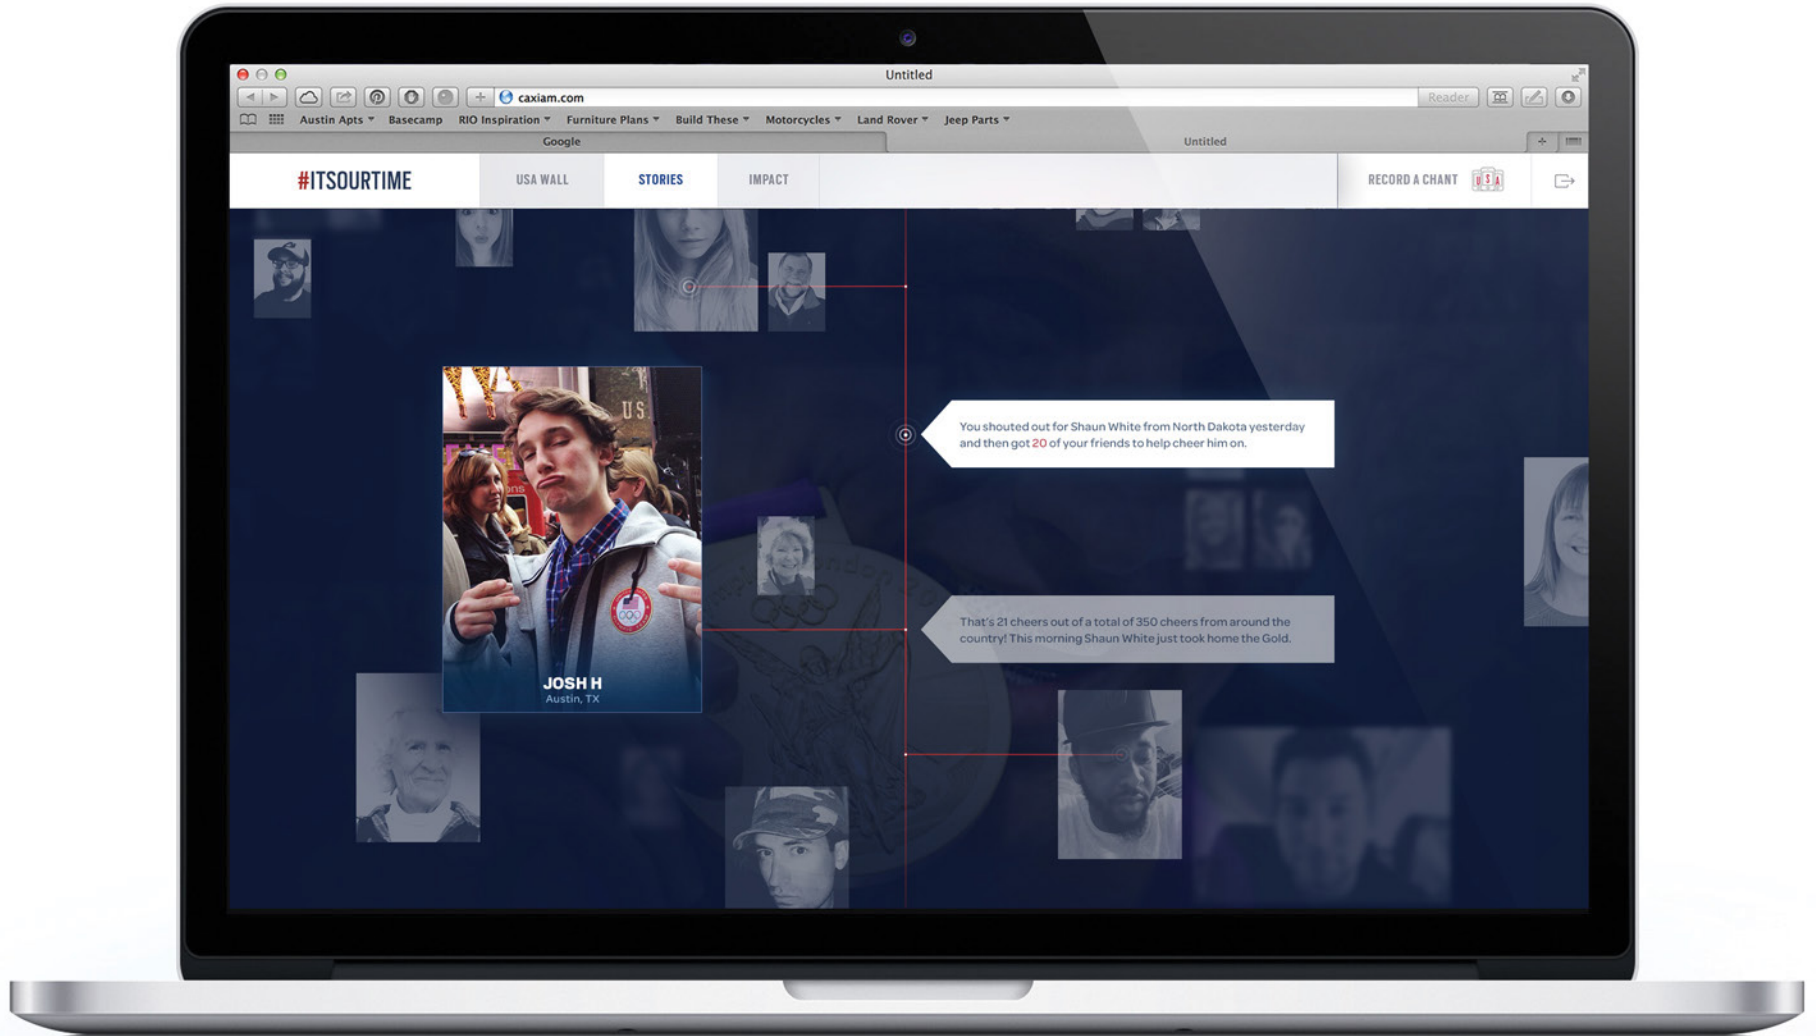 Untitled
caxiam.com
Reader
Austin Apts
Basecamp
RIO Inspiration
Furniture Plans
Build These
Motorcycles
Land Rover
Jeep Parts
Google
Untitled
#ITSOURTIME
USA WALL
STORIES
IMPACT
RECORD A CHANT
USA
US
You shouted out for Shaun White from North Dakota yesterday
and then got 20 of your friends to help cheer him on.
That's 21 cheers out of a total of 350 cheers from around the
country! This morning Shaun White just took home the Gold.
JOSH H
Austin, TX